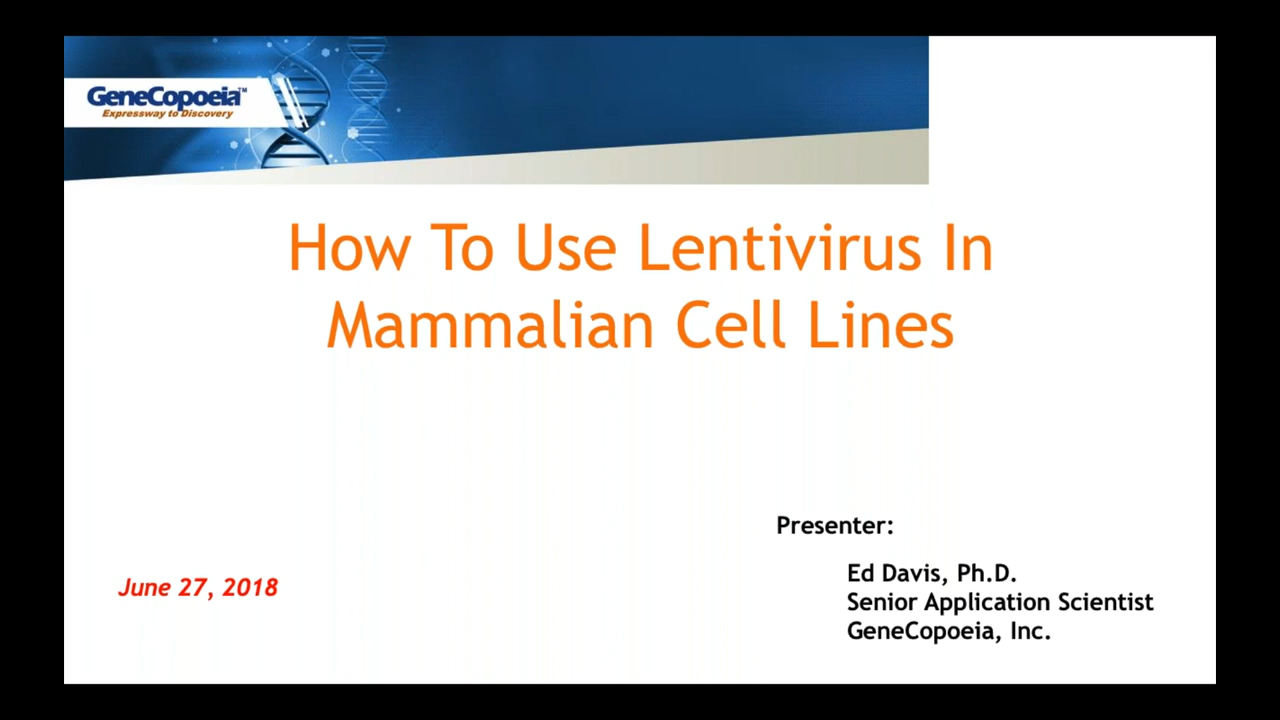 GeneCopoeia™
Expressway to Discovery
How To Use Lentivirus In
Mammalian Cell Lines
Presenter:
Ed Davis, Ph.D.
Senior Application Scientist
GeneCopoeia, Inc.
June 27, 2018